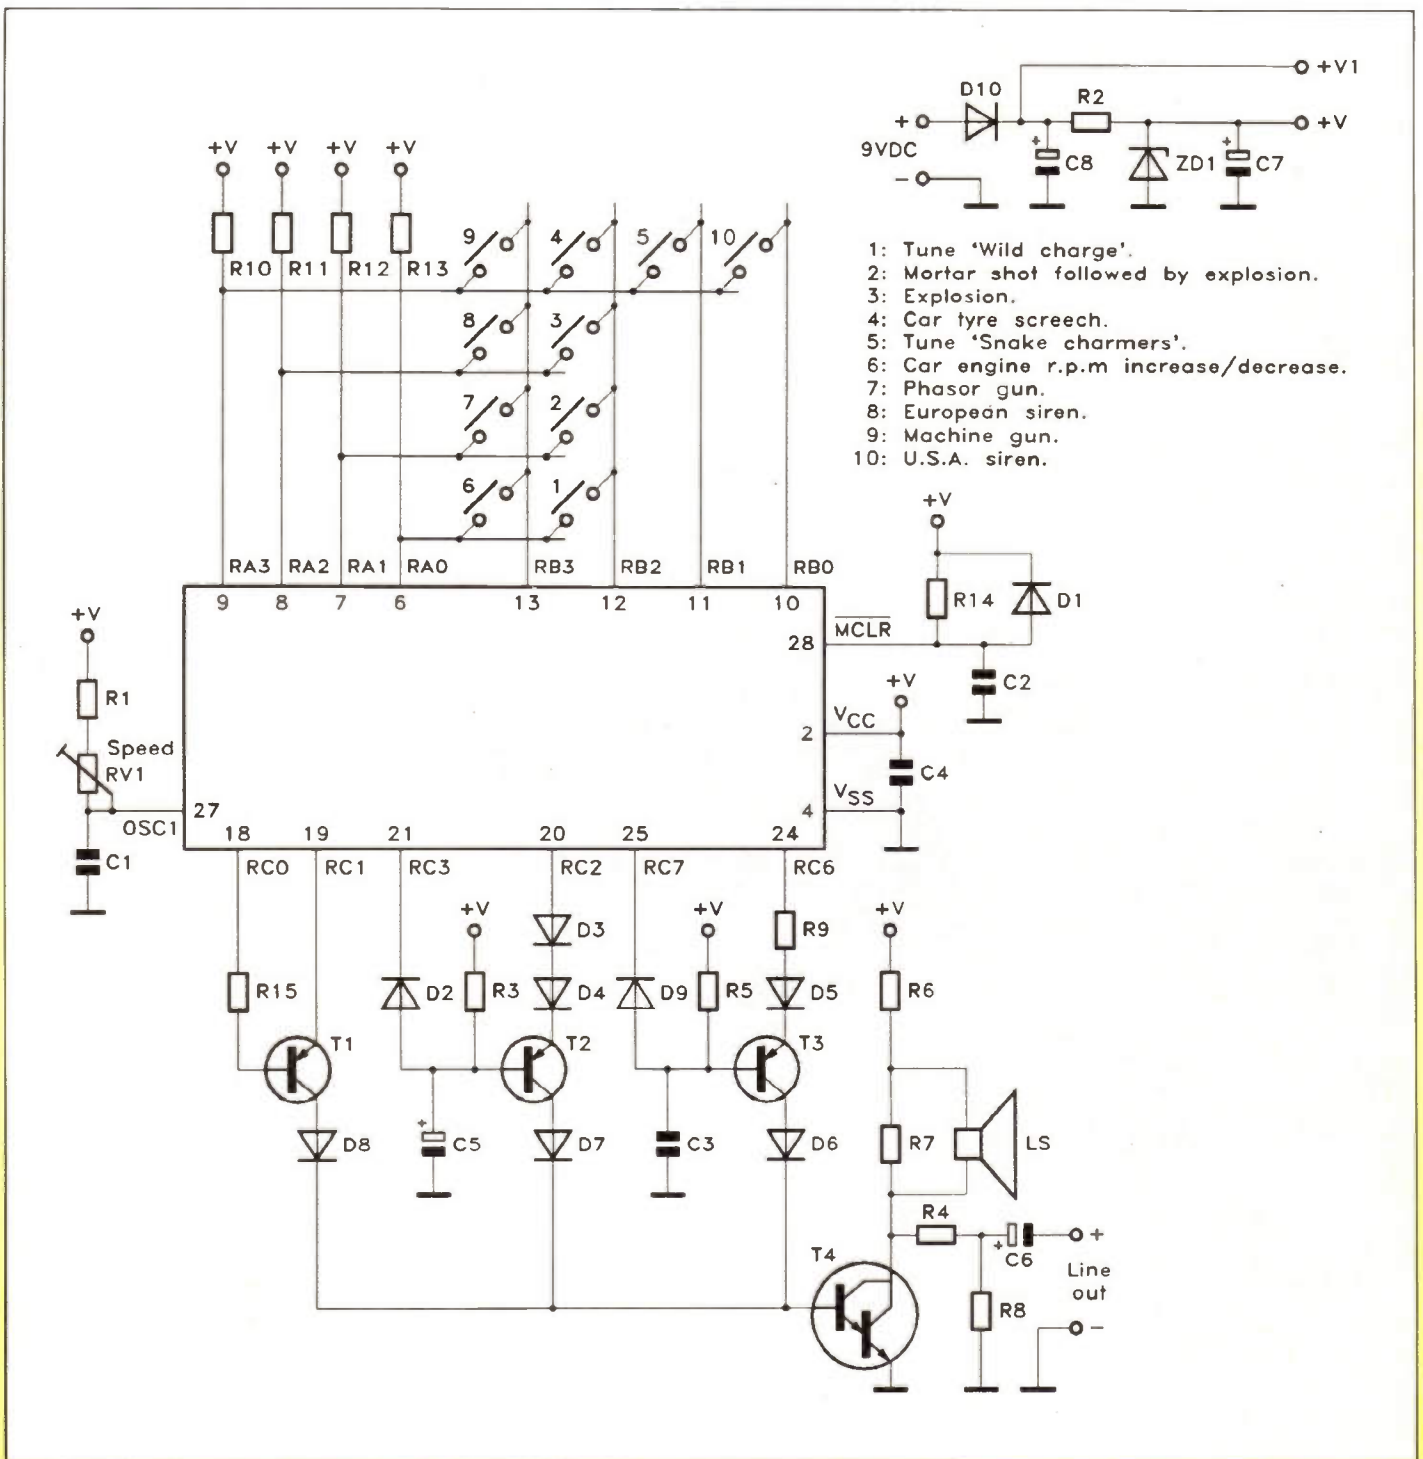 +V1
D10
R2
+
+V
9VDC
+
C8
ZD1
+
C7
−
+V +V +V +V
R10 R11 R12 R13
9 4 5 10
8 3
7 2
6 1
1: Tune ‘Wild charge’.
2: Mortar shot followed by explosion.
3: Explosion.
4: Car tyre screech.
5: Tune ‘Snake charmers’.
6: Car engine r.p.m increase/decrease.
7: Phasor gun.
8: European siren.
9: Machine gun.
10: U.S.A. siren.
RA3 RA2 RA1 RA0 RB3 RB2 RB1 RB0
9 8 7 6 13 12 11 10
+V
R14 D1
MCLR
28
C2
+V
VCC
2
C4
VSS
4
+V
R1
Speed
RV1
27
OSC1
C1
18 19 21 20 25 24
RC0 RC1 RC3 RC2 RC7 RC6
+V +V +V
D3 R9
R15 D2 R3 D4 D9 R5 D5 R6
T1 T2 T3
D8 + C5 D7 C3 D6 R7 LS
R4
+
C6
+
T4
Line
out
R8
−